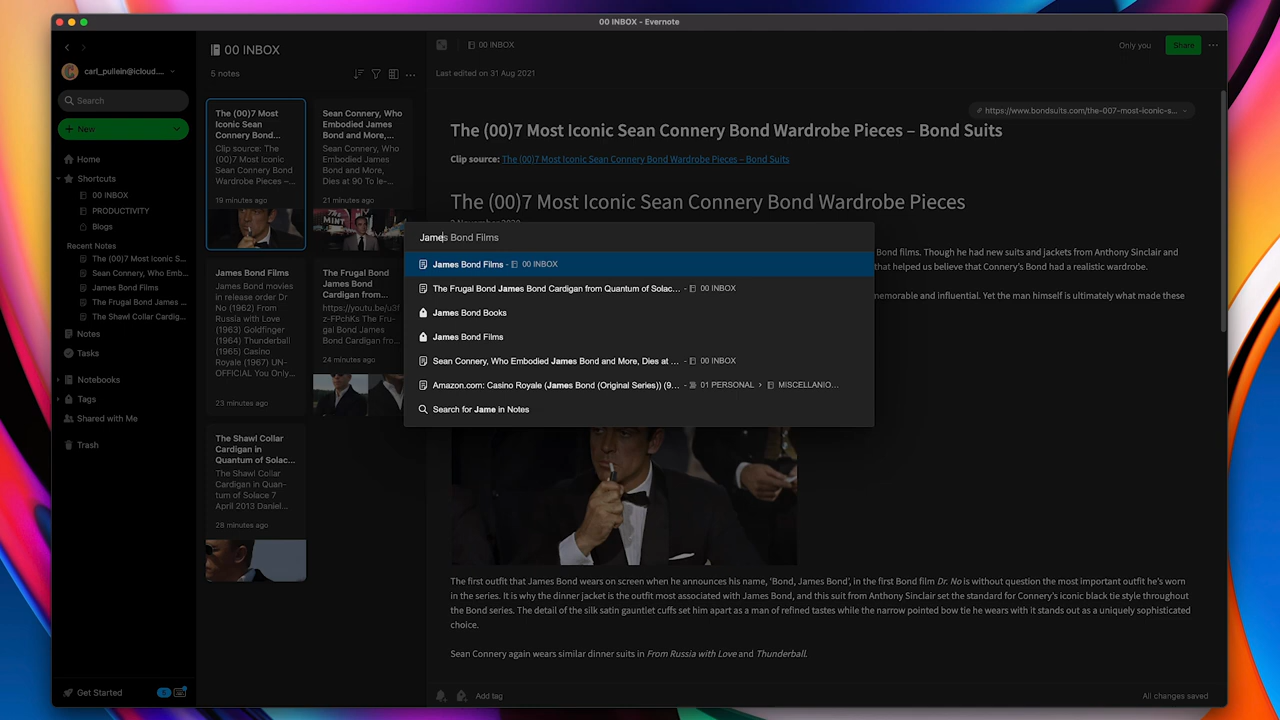 00 INBOX - Evernote
carl_pullein@icloud....
Search
New
Home
Shortcuts
00 INBOX
PRODUCTIVITY
Blogs
Recent Notes
The (00)7 Most Iconic S...
Sean Connery, Who Emb...
James Bond Films
The Frugal Bond James ...
The Shawl Collar Cardig...
Notes
Tasks
Notebooks
Tags
Shared with Me
Trash
Get Started
00 INBOX
5 notes
The (00)7 Most
Iconic Sean
Connery Bond...
Clip source: The
(00)7 Most Iconic
Sean Connery Bond
Wardrobe Pieces –...
19 minutes ago
Sean Connery, Who
Embodied James
Bond and More,...
Sean Connery, Who
Embodied James
Bond and More,
Dies at 90 To le-
21 minutes ago
James Bond Films
James Bond movies
in release order Dr
No (1962) From
Russia with Love
(1963) Goldfinger
(1964) Thunderball
(1965) Casino
Royale (1967) UN-
OFFICIAL You Only...
23 minutes ago
The Frugal Bond
James Bond
Cardigan from...
https://youtu.be/u3f
z-FPchKs The Fru-
gal Bond James
Bond Cardigan from...
24 minutes ago
The Shawl Collar
Cardigan in
Quantum of Solac...
The Shawl Collar
Cardigan in Quan-
tum of Solace 7
April 2013 Daniel...
28 minutes ago
00 INBOX
Only you
Share
Last edited on 31 Aug 2021
https://www.bondsuits.com/the-007-most-iconic-s...
The (00)7 Most Iconic Sean Connery Bond Wardrobe Pieces – Bond Suits
Clip source: The (00)7 Most Iconic Sean Connery Bond Wardrobe Pieces – Bond Suits
The (00)7 Most Iconic Sean Connery Bond Wardrobe Pieces
Bond films. Though he had new suits and jackets from Anthony Sinclair and
that helped us believe that Connery's Bond had a realistic wardrobe.
memorable and influential. Yet the man himself is ultimately what made these
James Bond Films
James Bond Films - 00 INBOX
The Frugal Bond James Bond Cardigan from Quantum of Solac... - 00 INBOX
James Bond Books
James Bond Films
Sean Connery, Who Embodied James Bond and More, Dies at ... - 00 INBOX
Amazon.com: Casino Royale (James Bond (Original Series)) (9... - 01 PERSONAL > MISCELLANIO...
Search for Jame in Notes
The first outfit that James Bond wears on screen when he announces his name, 'Bond, James Bond', in the first Bond film Dr. No is without question the most important outfit he's worn
in the series. It is why the dinner jacket is the outfit most associated with James Bond, and this suit from Anthony Sinclair set the standard for Connery's iconic black tie style throughout
the Bond series. The detail of the silk satin gauntlet cuffs set him apart as a man of refined tastes while the narrow pointed bow tie he wears with it stands out as a uniquely sophisticated
choice.
Sean Connery again wears similar dinner suits in From Russia with Love and Thunderball.
Add tag
All changes saved